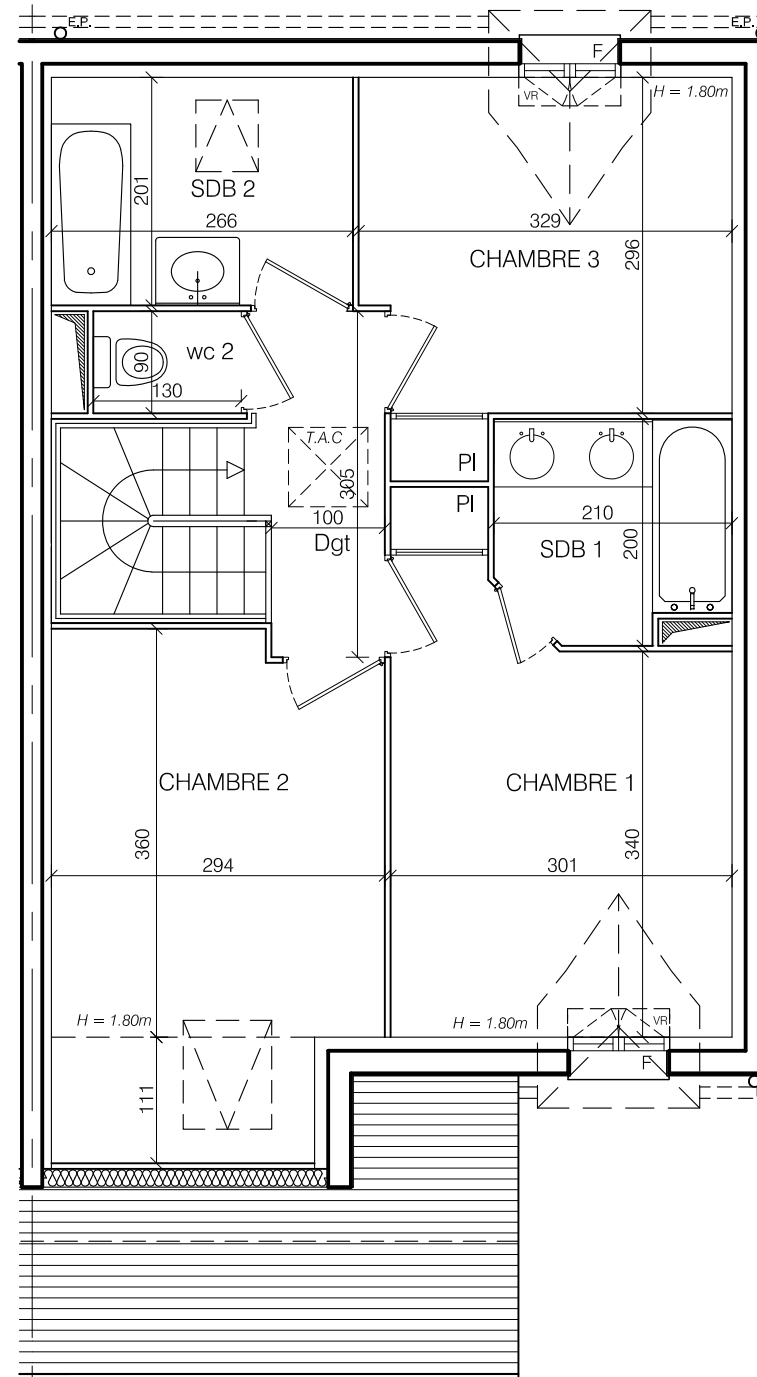 E.P.
E.P.
F
VR
H = 1.80m
201
SDB 2
266
329
CHAMBRE 3
296
wc 2
90
130
T.A.C
305
Pl
Pl
100
Dgt
210
SDB 1
200
CHAMBRE 2
CHAMBRE 1
360
340
294
301
H = 1.80m
H = 1.80m
VR
F
111